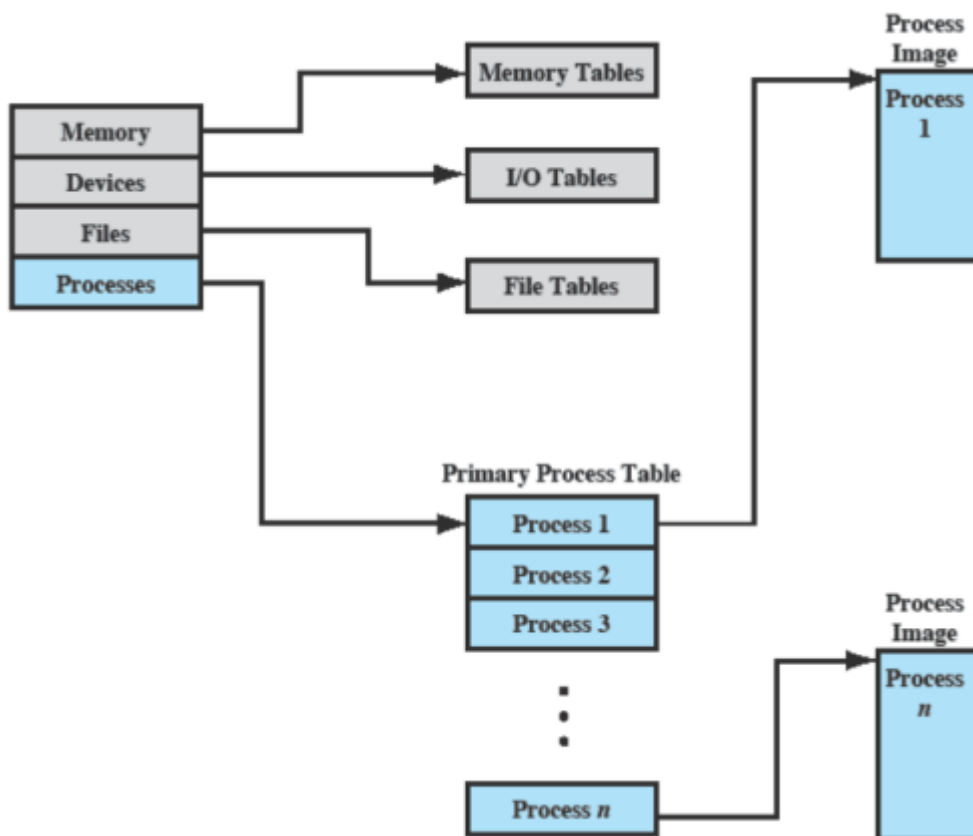 Process
Image
Process
1
Memory Tables
Memory
Devices
Files
Processes
I/O Tables
File Tables
Primary Process Table
Process 1
Process 2
Process 3
Process n
Process
Image
Process
n